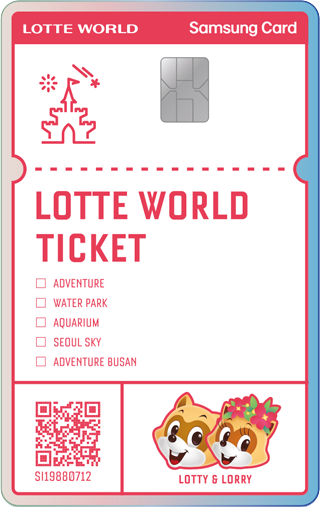 LOTTE WORLD
Samsung Card
LOTTE WORLD
TICKET
ADVENTURE
WATER PARK
AQUARIUM
SEOUL SKY
ADVENTURE BUSAN
SI19880712
LOTTY & LORRY